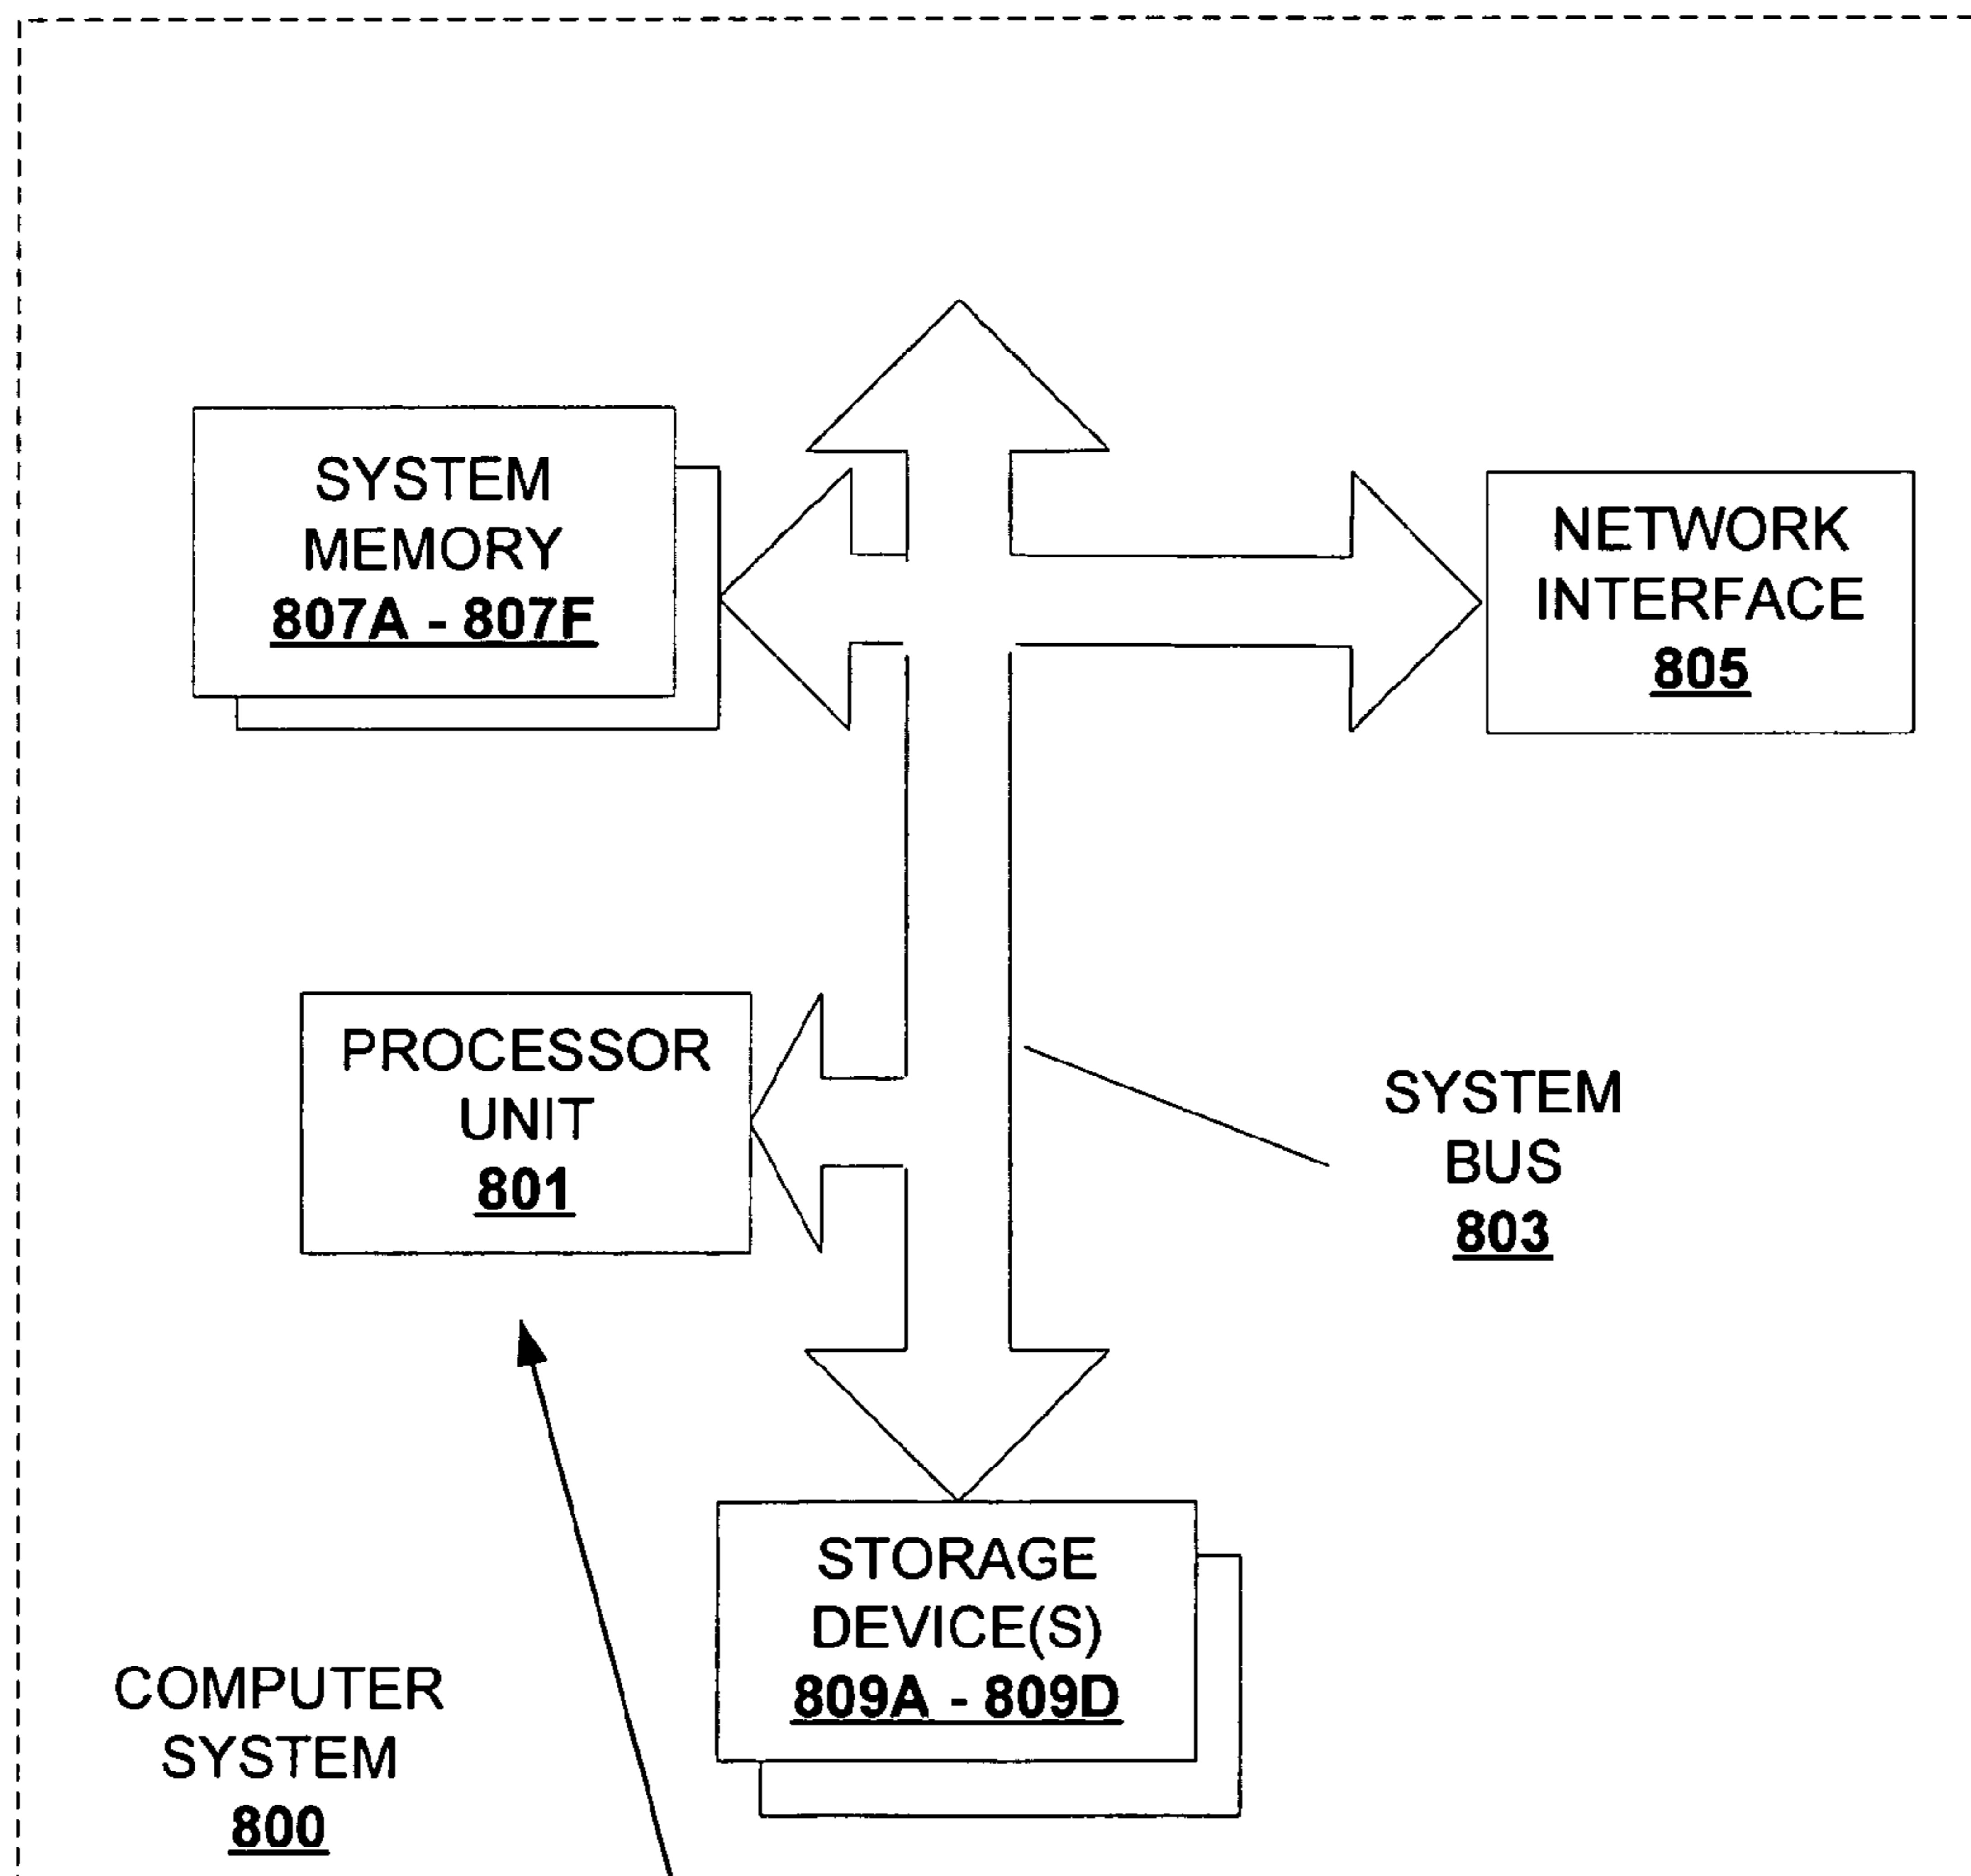 SYSTEM
MEMORY
807A - 807F
NETWORK
INTERFACE
805
PROCESSOR
UNIT
801
SYSTEM
BUS
803
STORAGE
DEVICE(S)
809A - 809D
COMPUTER
SYSTEM
800